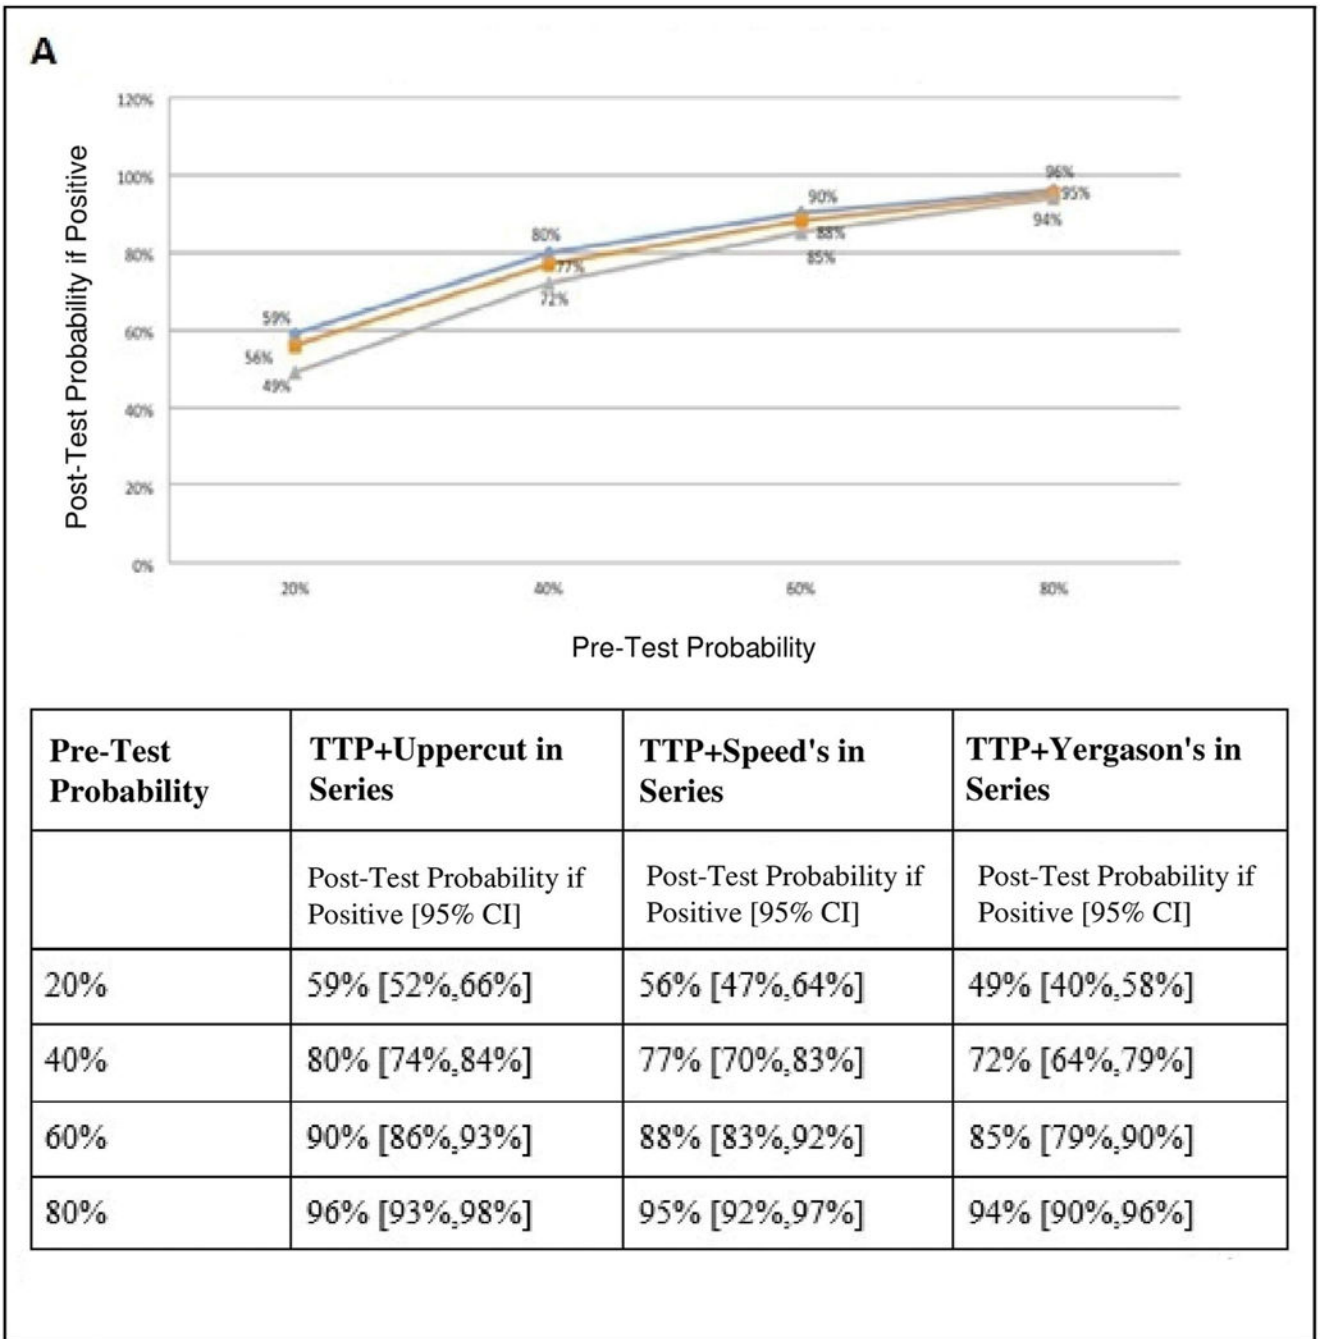 A
Post-Test Probability if Positive
120%
100%
80%
60%
40%
20%
0%
59%
56%
49%
80%
77%
72%
90%
88%
85%
96%
95%
94%
20% 40% 60% 80%
Pre-Test Probability
Pre-Test
Probability
TTP+Uppercut in
Series
TTP+Speed's in
Series
TTP+Yergason's in
Series
Post-Test Probability if
Positive [95% CI]
Post-Test Probability if
Positive [95% CI]
Post-Test Probability if
Positive [95% CI]
20% 59% [52%,66%] 56% [47%,64%] 49% [40%,58%]
40% 80% [74%,84%] 77% [70%,83%] 72% [64%,79%]
60% 90% [86%,93%] 88% [83%,92%] 85% [79%,90%]
80% 96% [93%,98%] 95% [92%,97%] 94% [90%,96%]